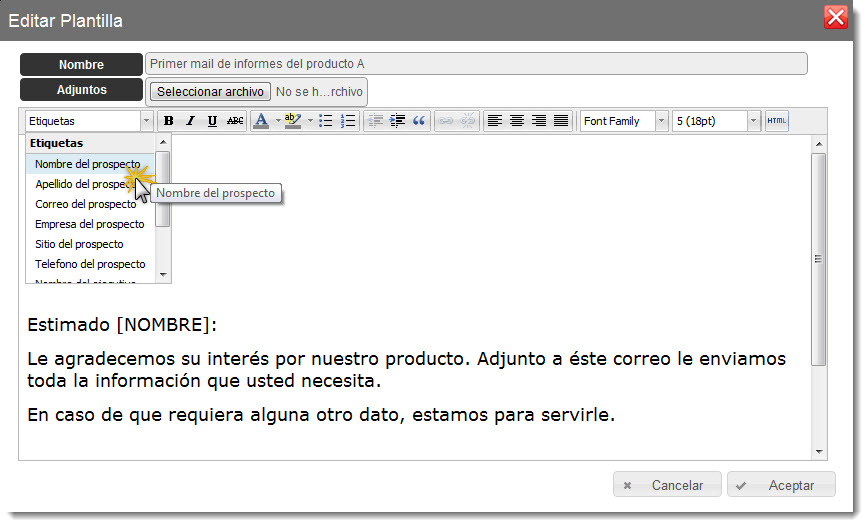 Editar Plantilla
Nombre
Primer mail de informes del producto A
Adjuntos
Seleccionar archivo No se h...rchivo
Etiquetas B I U ABC A ab Font Family 5 (18pt) HTML
Etiquetas
Nombre del prospecto
Apellido del prospecto
Nombre del prospecto
Correo del prospecto
Empresa del prospecto
Sitio del prospecto
Telefono del prospecto
Nombre del ejecutivo
Estimado [NOMBRE]:
Le agradecemos su interés por nuestro producto. Adjunto a éste correo le enviamos
toda la información que usted necesita.
En caso de que requiera alguna otro dato, estamos para servirle.
Cancelar Aceptar